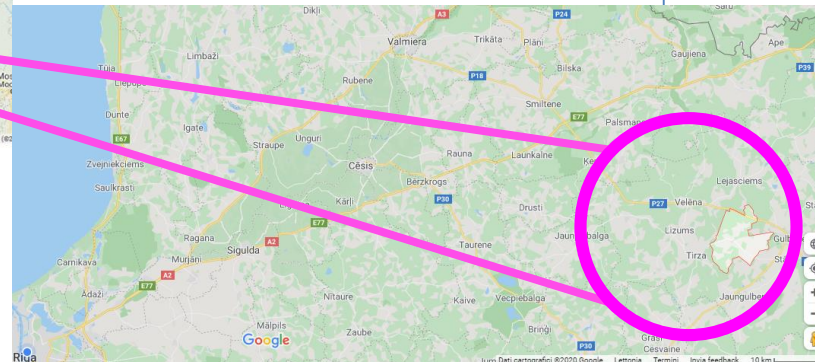 Dikļi
A3
P24
Valmiera
Trikāta
Plāņi
Gaujiena
Ape
Limbaži
Tūja
Bilska
P39
P18
Liepupe
Rubene
Smiltene
Dunte
E77
Palsmane
Igate
E67
Straupe
Unguri
Rauna
Launkalne
Zvejniekciems
Cēsis
Lejasciems
Bērzkrogs
Saulkrasti
P30
P27
Velēna
Kārļi
Drusti
E77
Lizums
Ragana
A2
Taurene
Sigulda
Tirza
Carnikava
Murjāņi
A2
E77
Ādaži
Nītaure
Kaive
Vecpiebalga
Mālpils
Zaube
Google
Briņģi
P30
Cesvaine
Rīga
Dati cartografici ©2020 Google Lettonia Termini Invia feedback 10 km